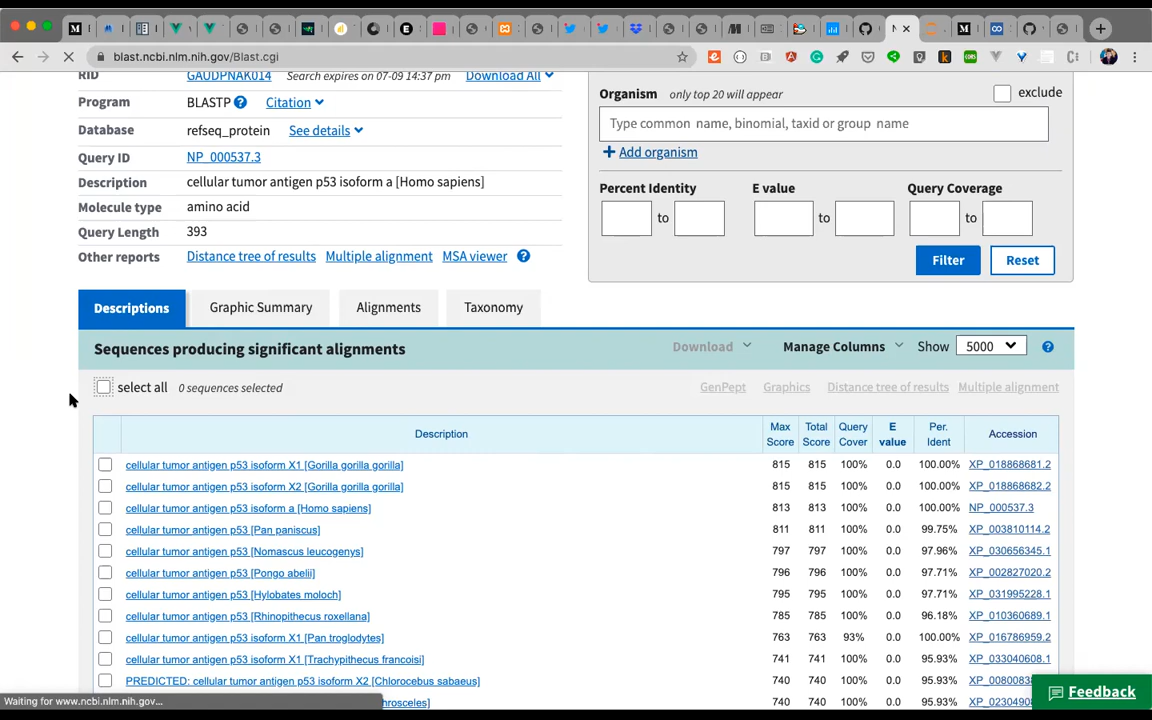 blast.ncbi.nlm.nih.gov/Blast.cgi
RID GAUDPNAK014 Search expires on 07-09 14:37 pm Download All
Program BLASTP ? Citation
Database refseq_protein See details
Query ID NP_000537.3
Description cellular tumor antigen p53 isoform a [Homo sapiens]
Molecule type amino acid
Query Length 393
Other reports Distance tree of results Multiple alignment MSA viewer ?
Organism only top 20 will appear exclude
Type common name, binomial, taxid or group name
+ Add organism
Percent Identity E value Query Coverage
to to to
Filter Reset
Descriptions Graphic Summary Alignments Taxonomy
Sequences producing significant alignments Download Manage Columns Show 5000 ?
select all 0 sequences selected GenPept Graphics Distance tree of results Multiple alignment
Description Max Score Total Score Query Cover E value Per. Ident Accession
cellular tumor antigen p53 isoform X1 [Gorilla gorilla gorilla] 815 815 100% 0.0 100.00% XP_018868681.2
cellular tumor antigen p53 isoform X2 [Gorilla gorilla gorilla] 815 815 100% 0.0 100.00% XP_018868682.2
cellular tumor antigen p53 isoform a [Homo sapiens] 813 813 100% 0.0 100.00% NP_000537.3
cellular tumor antigen p53 [Pan paniscus] 811 811 100% 0.0 99.75% XP_003810114.2
cellular tumor antigen p53 [Nomascus leucogenys] 797 797 100% 0.0 97.96% XP_030656345.1
cellular tumor antigen p53 [Pongo abelii] 796 796 100% 0.0 97.71% XP_002827020.2
cellular tumor antigen p53 [Hylobates moloch] 795 795 100% 0.0 97.71% XP_031995228.1
cellular tumor antigen p53 [Rhinopithecus roxellana] 785 785 100% 0.0 96.18% XP_010360689.1
cellular tumor antigen p53 isoform X1 [Pan troglodytes] 763 763 93% 0.0 100.00% XP_016786959.2
cellular tumor antigen p53 isoform X1 [Trachypithecus francoisi] 741 741 100% 0.0 95.93% XP_033040608.1
PREDICTED: cellular tumor antigen p53 isoform X2 [Chlorocebus sabaeus] 740 740 100% 0.0 95.93% XP_0080083
hrosceles] 740 740 100% 0.0 95.93% XP_0230490
Waiting for www.ncbi.nlm.nih.gov...
Feedback